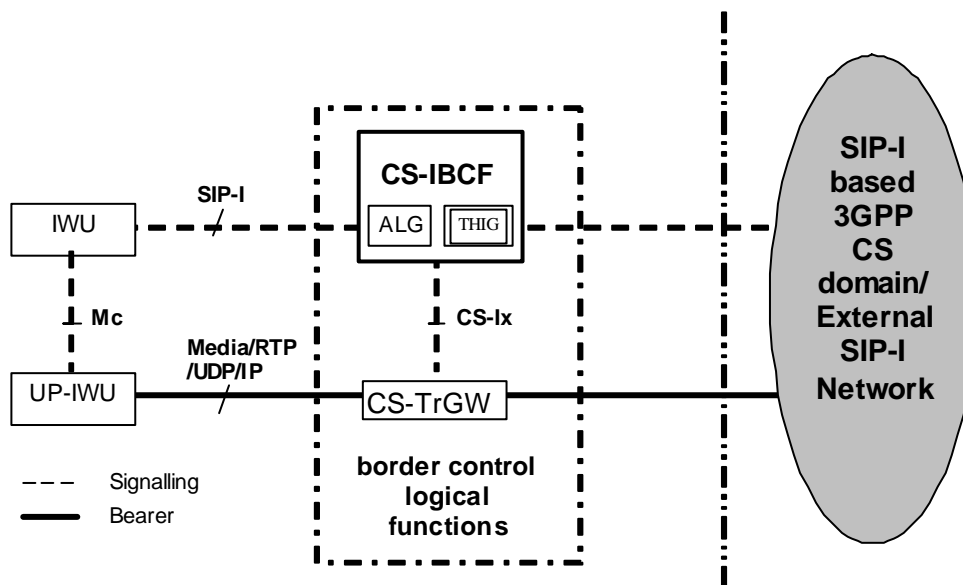 CS-IBCF
SIP-I
IWU
ALG
THIG
Mc
CS-Ix
Media/RTP
/UDP/IP
UP-IWU
CS-TrGW
border control
logical
functions
Signalling
Bearer
SIP-I
based
3GPP
CS
domain/
External
SIP-I
Network